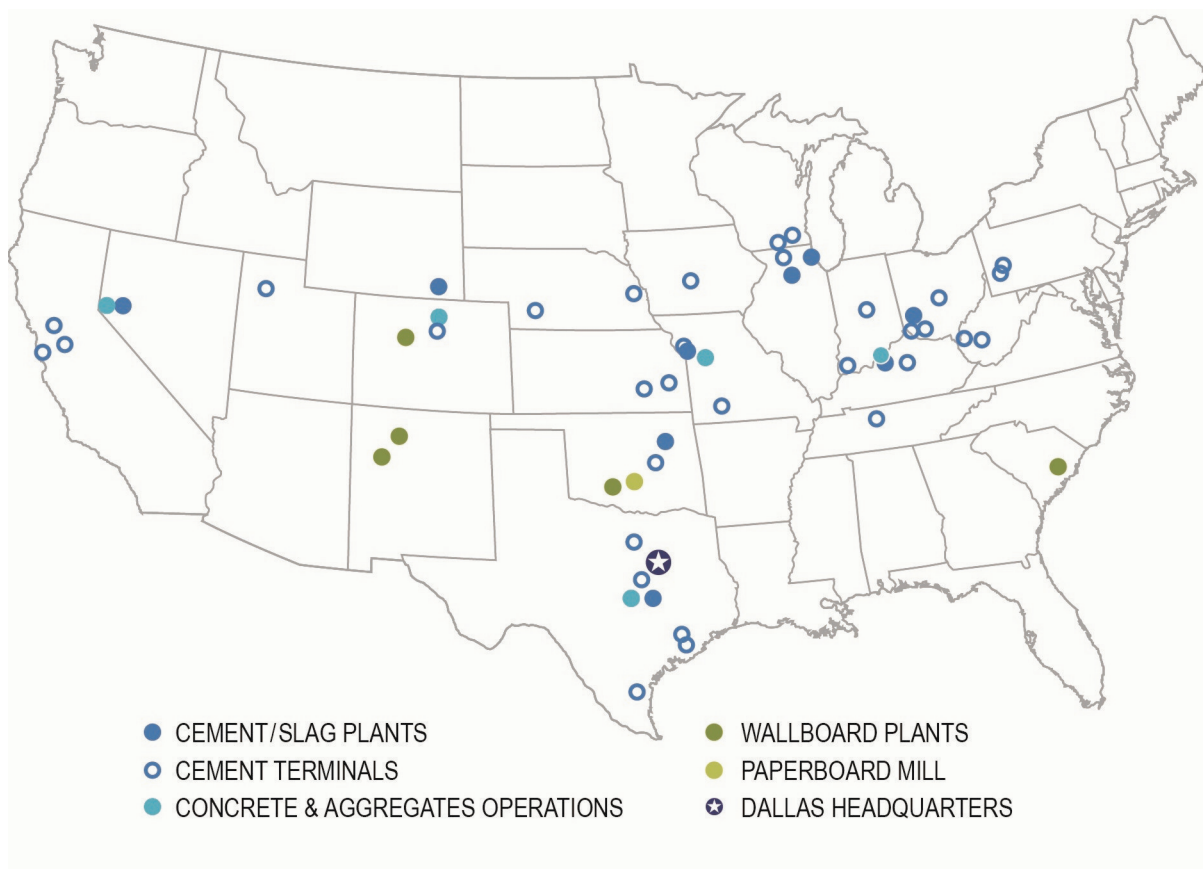 CEMENT/SLAG PLANTS
CEMENT TERMINALS
CONCRETE & AGGREGATES OPERATIONS
WALLBOARD PLANTS
PAPERBOARD MILL
DALLAS HEADQUARTERS